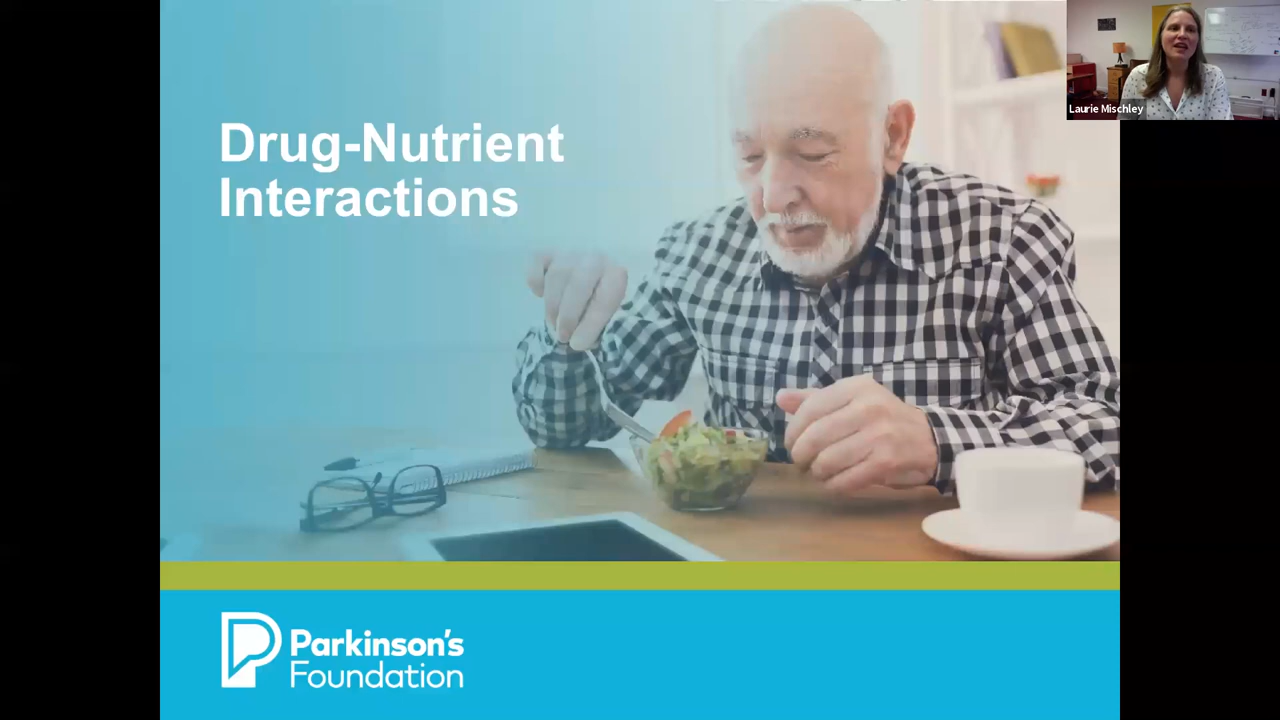 Drug-Nutrient
Interactions
Laurie Mischley
Parkinson's
Foundation